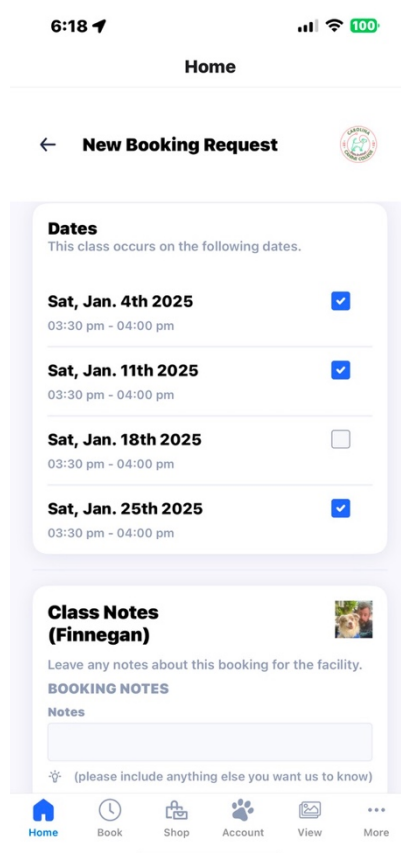 6:18
100
Home
New Booking Request
Dates
This class occurs on the following dates.
Sat, Jan. 4th 2025
03:30 pm - 04:00 pm
Sat, Jan. 11th 2025
03:30 pm - 04:00 pm
Sat, Jan. 18th 2025
03:30 pm - 04:00 pm
Sat, Jan. 25th 2025
03:30 pm - 04:00 pm
Class Notes
(Finnegan)
Leave any notes about this booking for the facility.
BOOKING NOTES
Notes
(please include anything else you want us to know)
Home Book Shop Account View More